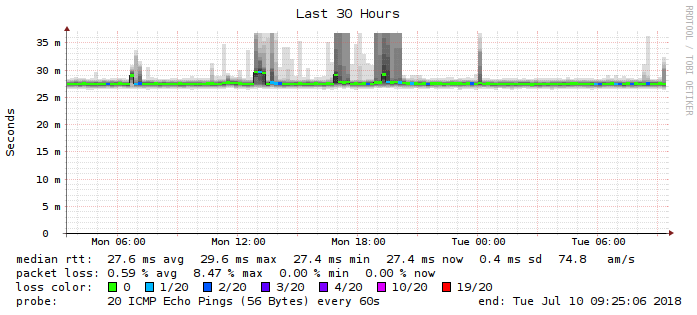 Last 30 Hours
RRDTOOL / TOBI OETIKER
Seconds
35 m
30 m
25 m
20 m
15 m
10 m
5 m
0
Mon 06:00 Mon 12:00 Mon 18:00 Tue 00:00 Tue 06:00
median rtt: 27.6 ms avg 29.6 ms max 27.4 ms min 27.4 ms now 0.4 ms sd 74.8 am/s
packet loss: 0.59 % avg 8.47 % max 0.00 % min 0.00 % now
loss color: 0 1/20 2/20 3/20 4/20 10/20 19/20
probe: 20 ICMP Echo Pings (56 Bytes) every 60s end: Tue Jul 10 09:25:06 2018